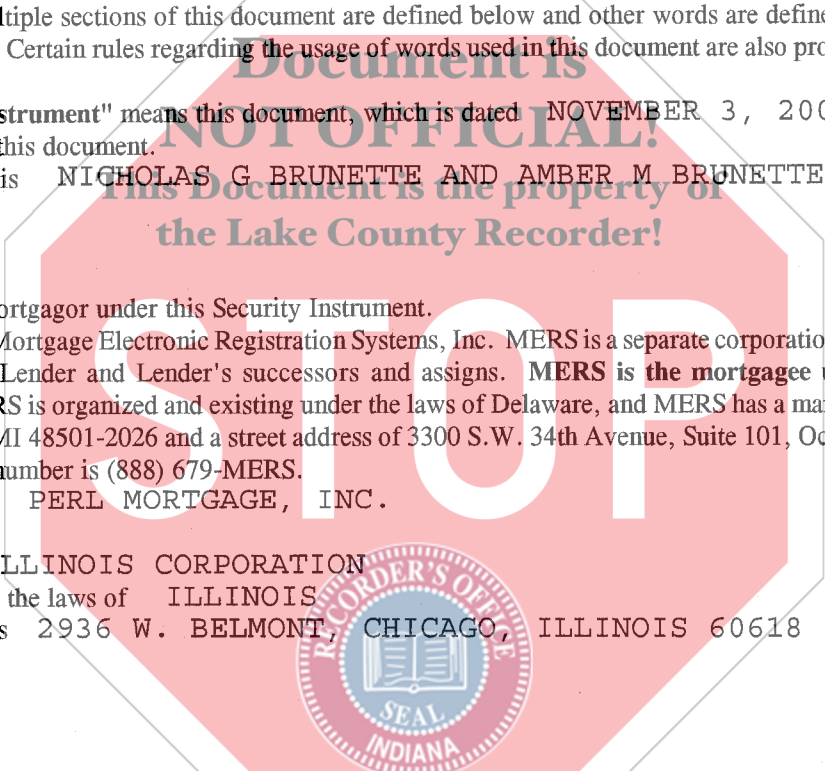 ltiple sections of this document are defined below and other words are define
Certain rules regarding the usage of words used in this document are also pro
Document is
strument" means this document, which is dated NOVEMBER 3, 200
NOT OFFICIAL!
this document.
is NICHOLAS G BRUNETTE AND AMBER M BRUNETTE
This Document is the property of
the Lake County Recorder!
ortgagor under this Security Instrument.
Mortgage Electronic Registration Systems, Inc. MERS is a separate corporatio
Lender and Lender's successors and assigns. MERS is the mortgagee
RS is organized and existing under the laws of Delaware, and MERS has a mai
MI 48501-2026 and a street address of 3300 S.W. 34th Avenue, Suite 101, Oc
number is (888) 679-MERS.
STOP
PERL MORTGAGE, INC.
LLINOIS CORPORATION
the laws of ILLINOIS
s 2936 W. BELMONT, CHICAGO, ILLINOIS 60618
RECORDER'S OFFICE
SEAL
INDIANA